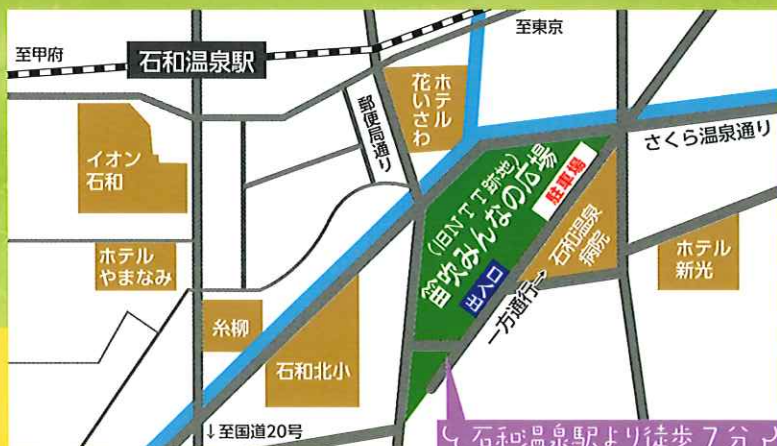 至甲府
石和温泉駅
至東京
イオン
石和
郵便局通り
ホテル
花いさわ
さくら温泉通り
(旧NTT跡地)
笛吹みんなの広場
駐車場
出入口
一方通行→
石和温泉
病院
ホテル
新光
ホテル
やまなみ
糸柳
石和北小
↓至国道20号
石和温泉駅より徒歩7分